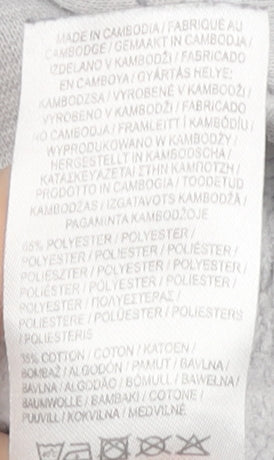 MADE IN CAMBODIA / FABRIQUÉ AU
CAMBODGE / GEMAAKT IN CAMBODJA /
IZDELANO V KAMBODŽI / FABRICADO
EN CAMBOYA / GYÁRTÁS HELYE:
KAMBODZSA / VYROBENÉ V KAMBODŽI /
VYROBENO V KAMBODŽI / FABRICADO
NO CAMBODJA / FRAMLEITT Í KAMBÓDÍU /
WYPRODUKOWANO W KAMBODŻY /
HERGESTELLT IN KAMBODSCHA /
ΚΑΤΑΣΚΕΥΑΖΕΤΑΙ ΣΤΗΝ ΚΑΜΠΟΤΖΗ /
PRODOTTO IN CAMBOGIA / TOODETUD
KAMBODŽAS / IZGATAVOTS KAMBODŽĀ /
PAGAMINTA KAMBODŽOJE
65% POLYESTER / POLYESTER /
POLYESTER / POLIESTER / POLIÉSTER /
POLIÉSZTER / POLYESTER / POLYESTER /
POLIÉSTER / POLYESTER / POLIESTER /
POLYESTER / ΠΟΛΥΕΣΤΕΡΑΣ /
POLIESTERE / POLÜESTER / POLIESTERS
/ POLIESTERIS
35% COTTON / COTON / KATOEN /
BOMBAŽ / ALGODÓN / PAMUT / BAVLNA /
BAVLNA / ALGODÃO / BÓMULL / BAWEŁNA /
BAUMWOLLE / ΒΑΜΒΑΚΙ / COTONE /
PUUVILL / KOKVILNA / MEDVILNĖ